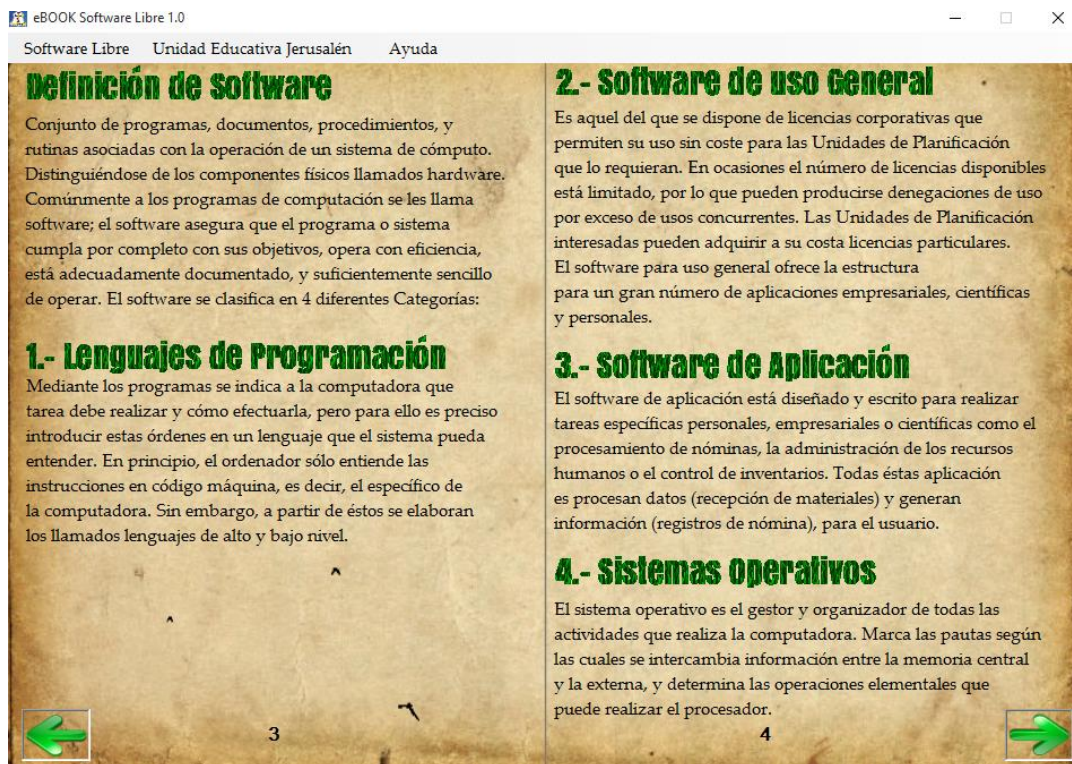 eBOOK Software Libre 1.0
Software Libre Unidad Educativa Jerusalén Ayuda
Definición de Software
Conjunto de programas, documentos, procedimientos, y
rutinas asociadas con la operación de un sistema de cómputo.
Distinguiéndose de los componentes físicos llamados hardware.
Comúnmente a los programas de computación se les llama
software; el software asegura que el programa o sistema
cumpla por completo con sus objetivos, opera con eficiencia,
está adecuadamente documentado, y suficientemente sencillo
de operar. El software se clasifica en 4 diferentes Categorías:
1.- Lenguajes de Programación
Mediante los programas se indica a la computadora que
tarea debe realizar y cómo efectuarla, pero para ello es preciso
introducir estas órdenes en un lenguaje que el sistema pueda
entender. En principio, el ordenador sólo entiende las
instrucciones en código máquina, es decir, el específico de
la computadora. Sin embargo, a partir de éstos se elaboran
los llamados lenguajes de alto y bajo nivel.
3
2.- Software de uso General
Es aquel del que se dispone de licencias corporativas que
permiten su uso sin coste para las Unidades de Planificación
que lo requieran. En ocasiones el número de licencias disponibles
está limitado, por lo que pueden producirse denegaciones de uso
por exceso de usos concurrentes. Las Unidades de Planificación
interesadas pueden adquirir a su costa licencias particulares.
El software para uso general ofrece la estructura
para un gran número de aplicaciones empresariales, científicas
y personales.
3.- Software de Aplicación
El software de aplicación está diseñado y escrito para realizar
tareas específicas personales, empresariales o científicas como el
procesamiento de nóminas, la administración de los recursos
humanos o el control de inventarios. Todas éstas aplicación
es procesan datos (recepción de materiales) y generan
información (registros de nómina), para el usuario.
4.- Sistemas Operativos
El sistema operativo es el gestor y organizador de todas las
actividades que realiza la computadora. Marca las pautas según
las cuales se intercambia información entre la memoria central
y la externa, y determina las operaciones elementales que
puede realizar el procesador.
4